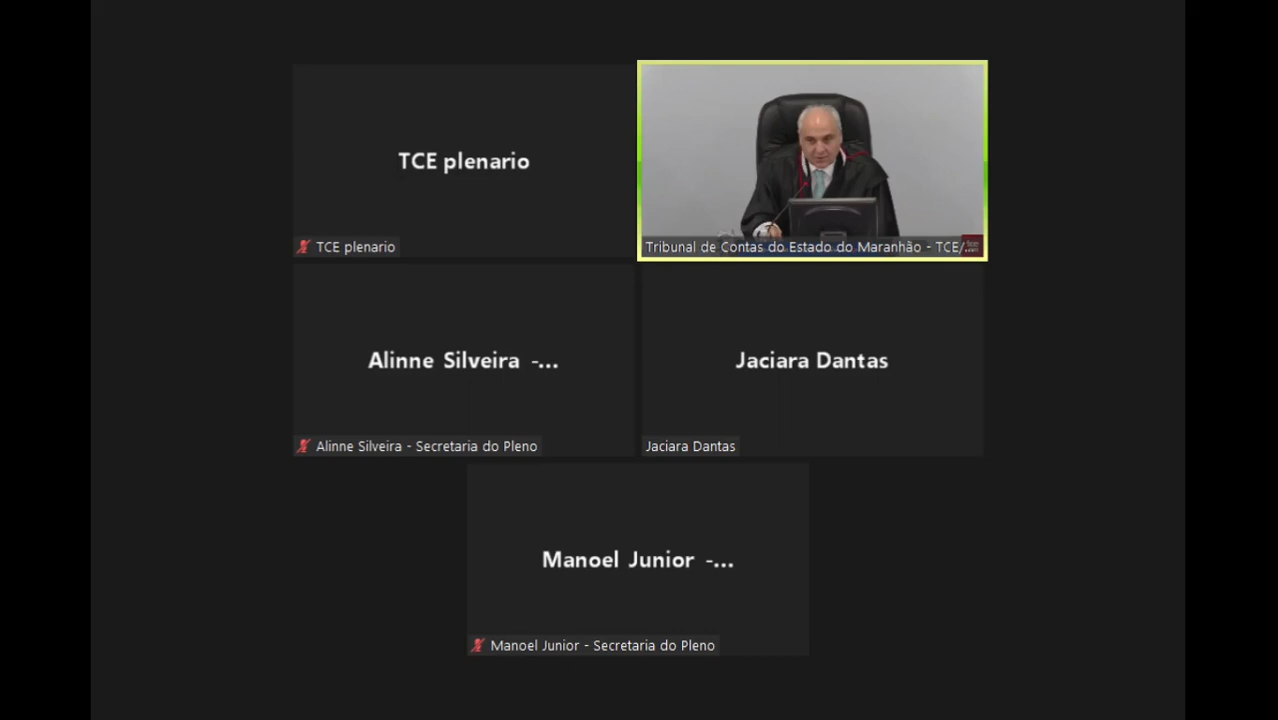 TCE plenario
TCE plenario
Tribunal de Contas do Estado do Maranhão - TCE/
Alinne Silveira -...
Jaciara Dantas
Alinne Silveira - Secretaria do Pleno
Jaciara Dantas
Manoel Junior -...
Manoel Junior - Secretaria do Pleno